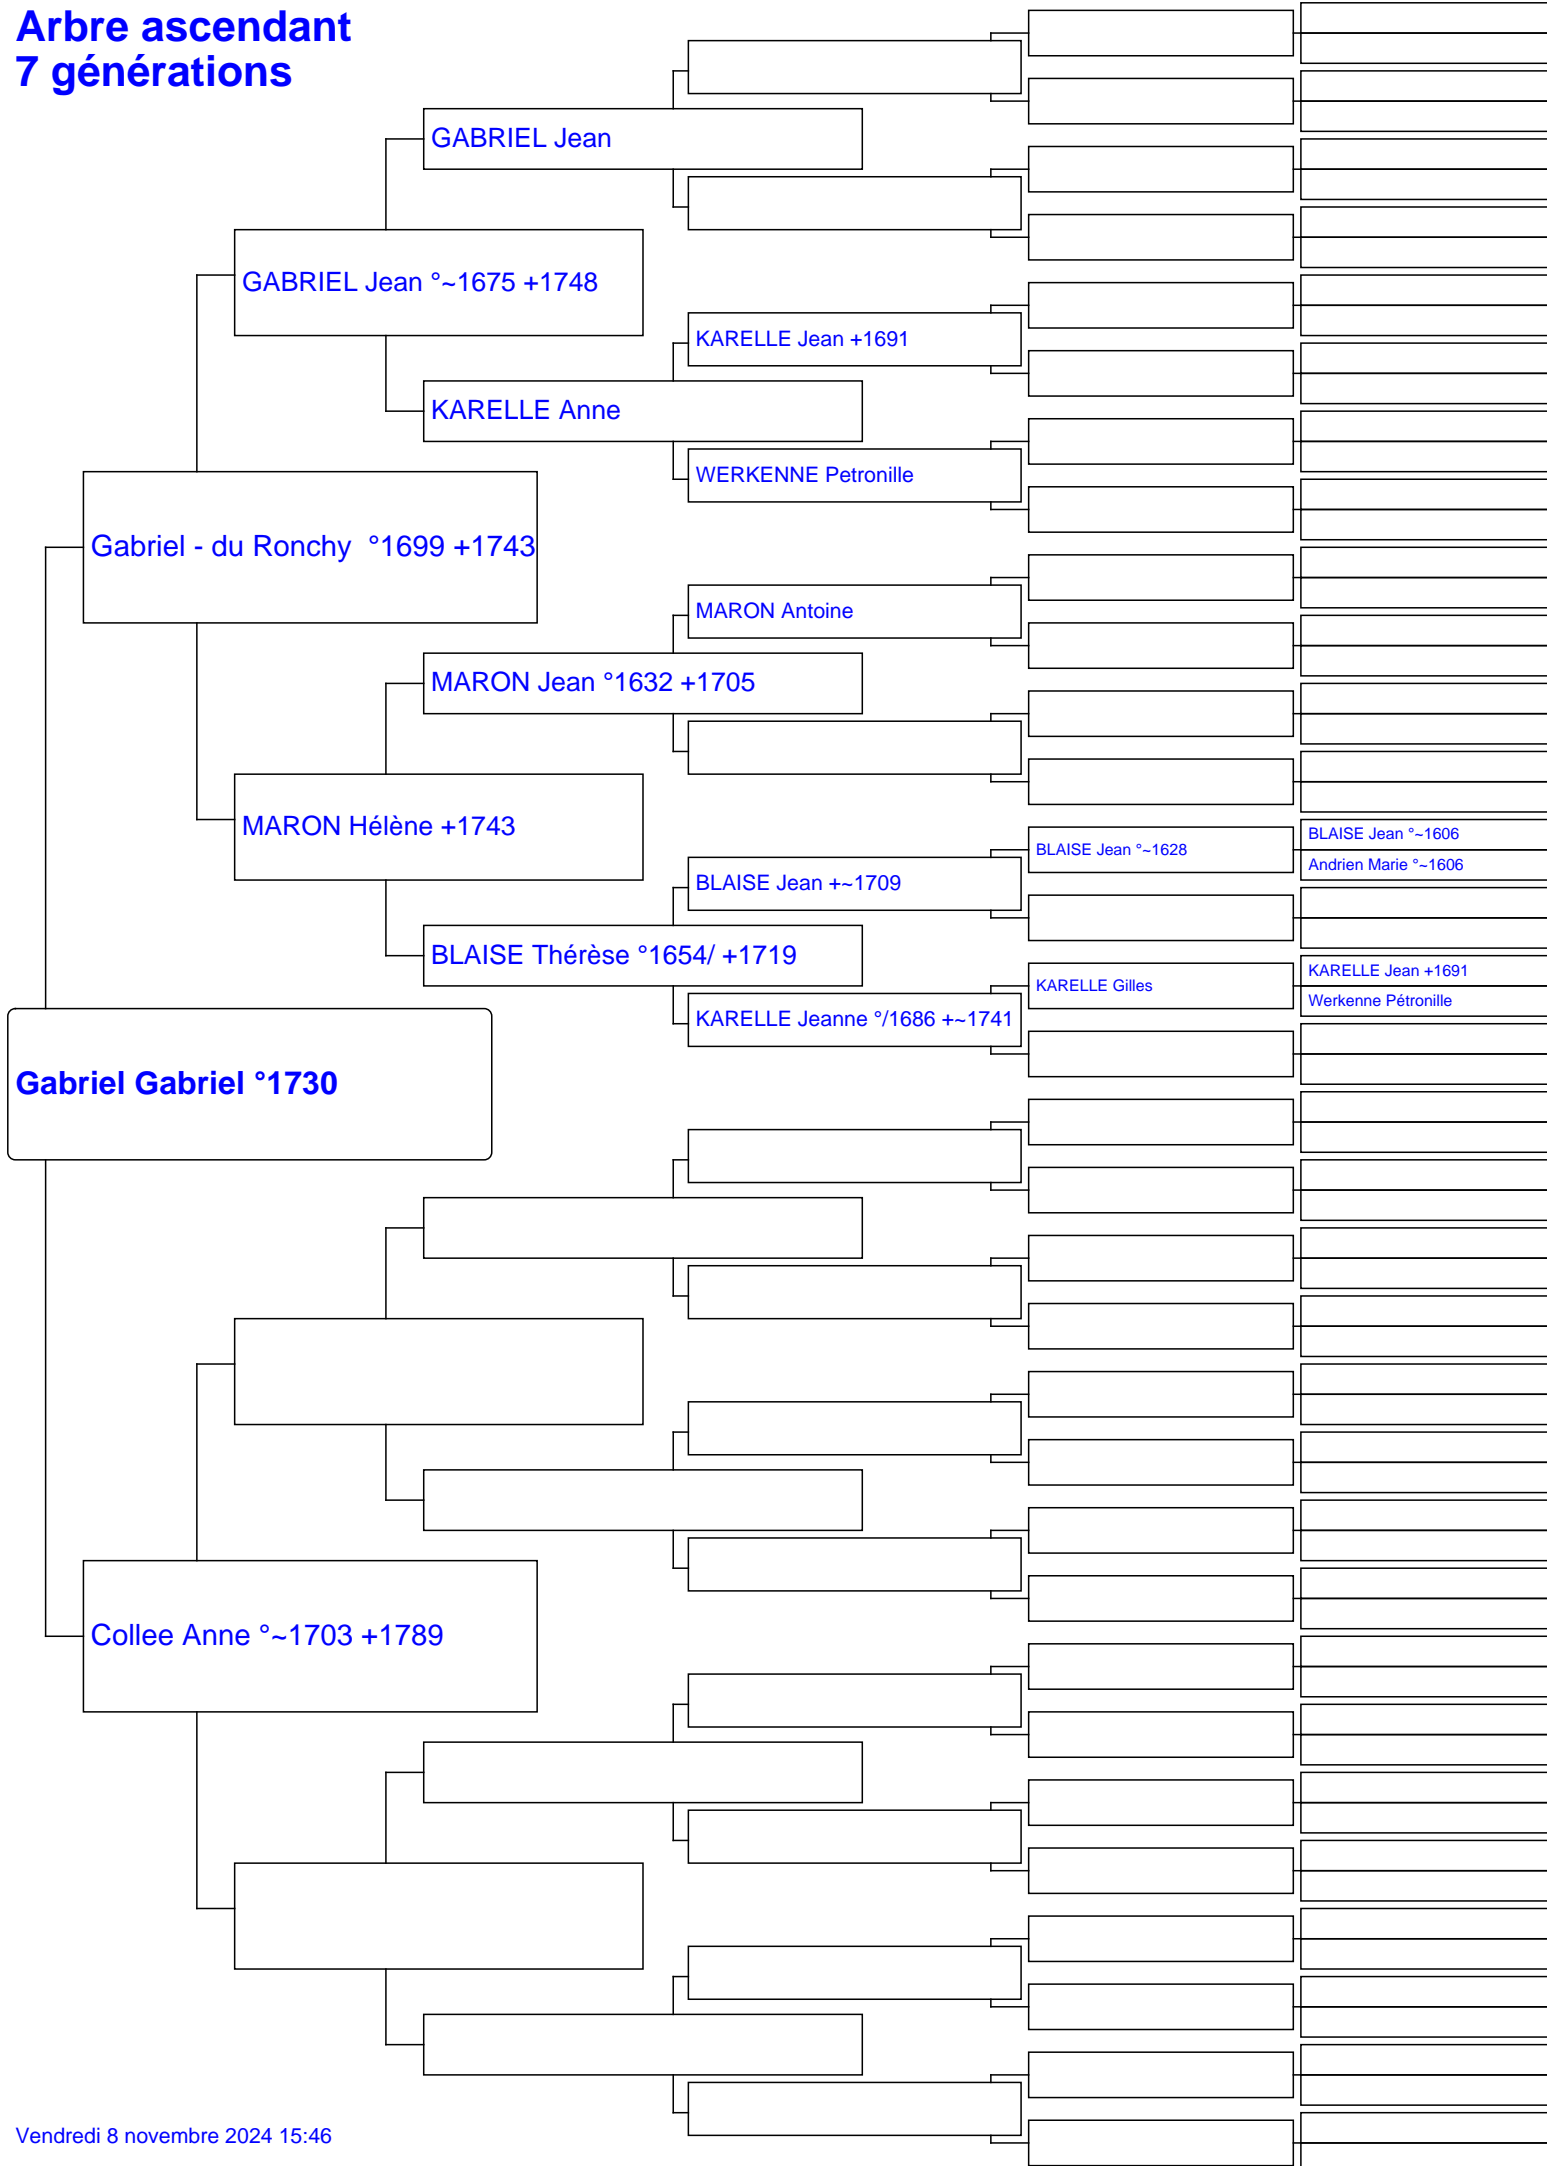 Arbre ascendant
7 générations
GABRIEL Jean
GABRIEL Jean °~1675 +1748
KARELLE Jean +1691
KARELLE Anne
WERKENNE Petronille
Gabriel - du Ronchy  °1699 +1743
MARON Antoine
MARON Jean °1632 +1705
MARON Hélène +1743
BLAISE Jean °~1606
BLAISE Jean °~1628
Andrien Marie °~1606
BLAISE Jean +~1709
BLAISE Thérèse °1654/ +1719
KARELLE Jean +1691
KARELLE Gilles
Werkenne Pétronille
KARELLE Jeanne °/1686 +~1741
Gabriel Gabriel °1730
Collee Anne °~1703 +1789
Vendredi 8 novembre 2024 15:46